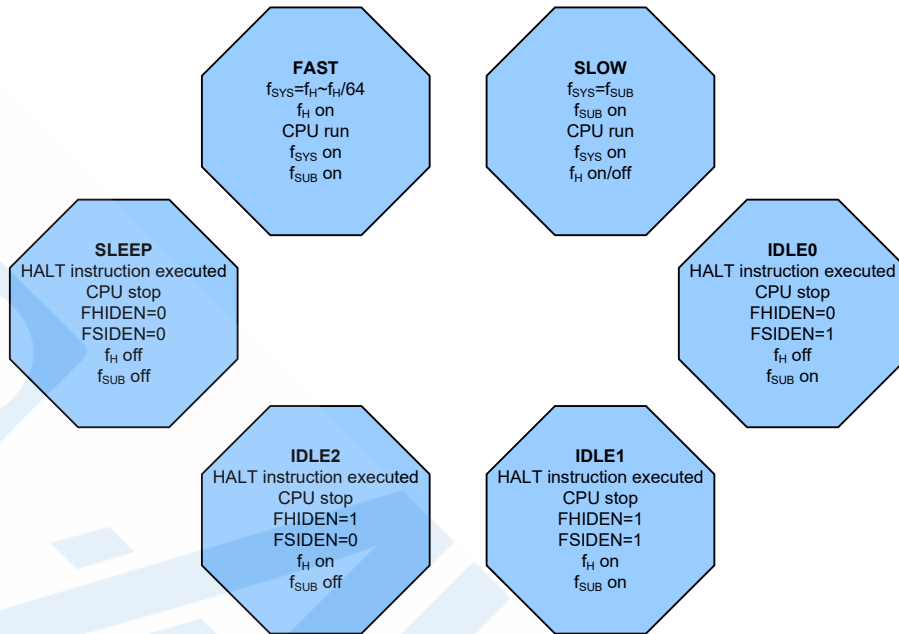 FAST
fSYS=fH~fH/64
fH on
CPU run
fSYS on
fSUB on
SLOW
fSYS=fSUB
fSUB on
CPU run
fSYS on
fH on/off
SLEEP
HALT instruction executed
CPU stop
FHIDEN=0
FSIDEN=0
fH off
fSUB off
IDLE0
HALT instruction executed
CPU stop
FHIDEN=0
FSIDEN=1
fH off
fSUB on
IDLE2
HALT instruction executed
CPU stop
FHIDEN=1
FSIDEN=0
fH on
fSUB off
IDLE1
HALT instruction executed
CPU stop
FHIDEN=1
FSIDEN=1
fH on
fSUB on